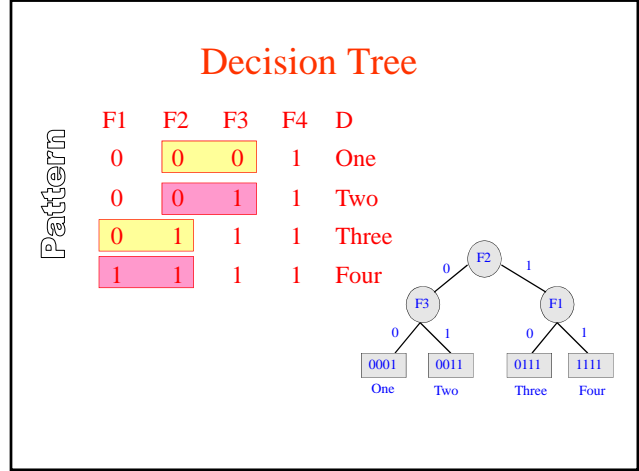 Decision Tree
Pattern
F1 F2 F3 F4 D
0 0 0 1 One
0 0 1 1 Two
0 1 1 1 Three
1 1 1 1 Four
F2
0 1
F3 F1
0 1 0 1
0001 0011 0111 1111
One Two Three Four